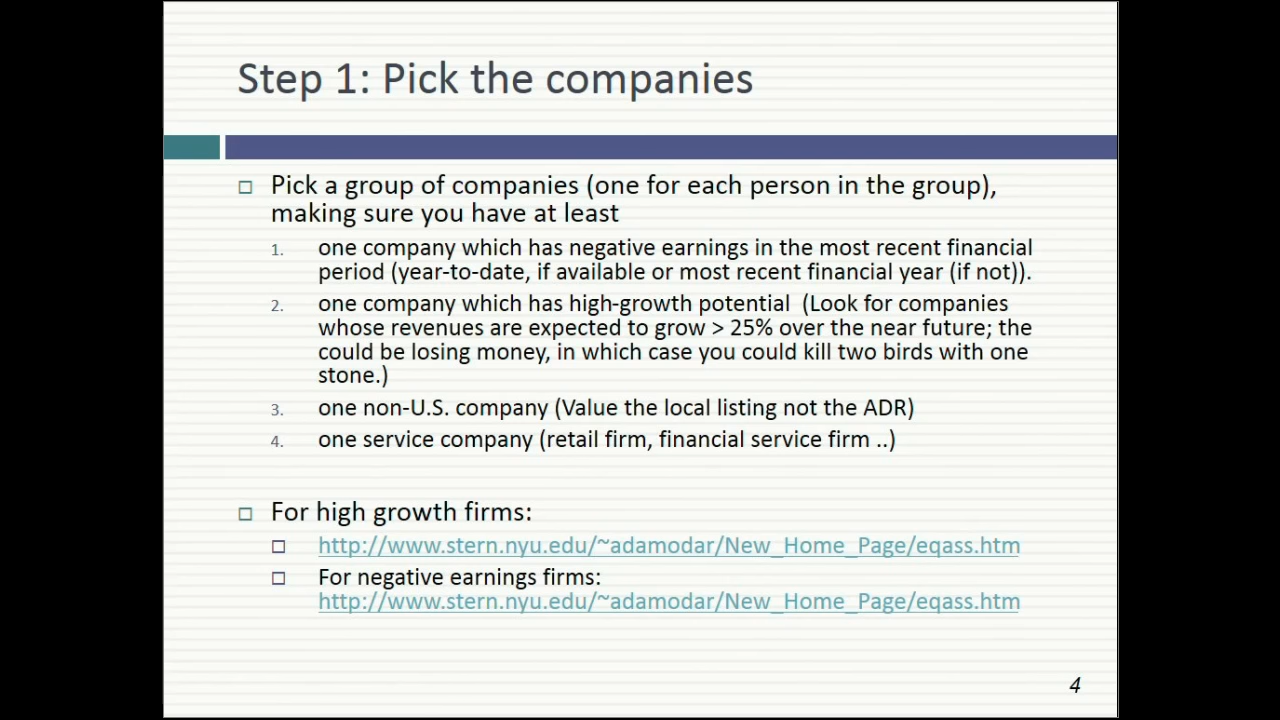 Step 1: Pick the companies
Pick a group of companies (one for each person in the group),
making sure you have at least
1. one company which has negative earnings in the most recent financial
period (year-to-date, if available or most recent financial year (if not)).
2. one company which has high-growth potential (Look for companies
whose revenues are expected to grow > 25% over the near future; the
could be losing money, in which case you could kill two birds with one
stone.)
3. one non-U.S. company (Value the local listing not the ADR)
4. one service company (retail firm, financial service firm ..)
For high growth firms:
http://www.stern.nyu.edu/~adamodar/New_Home_Page/eqass.htm
For negative earnings firms:
http://www.stern.nyu.edu/~adamodar/New_Home_Page/eqass.htm
4